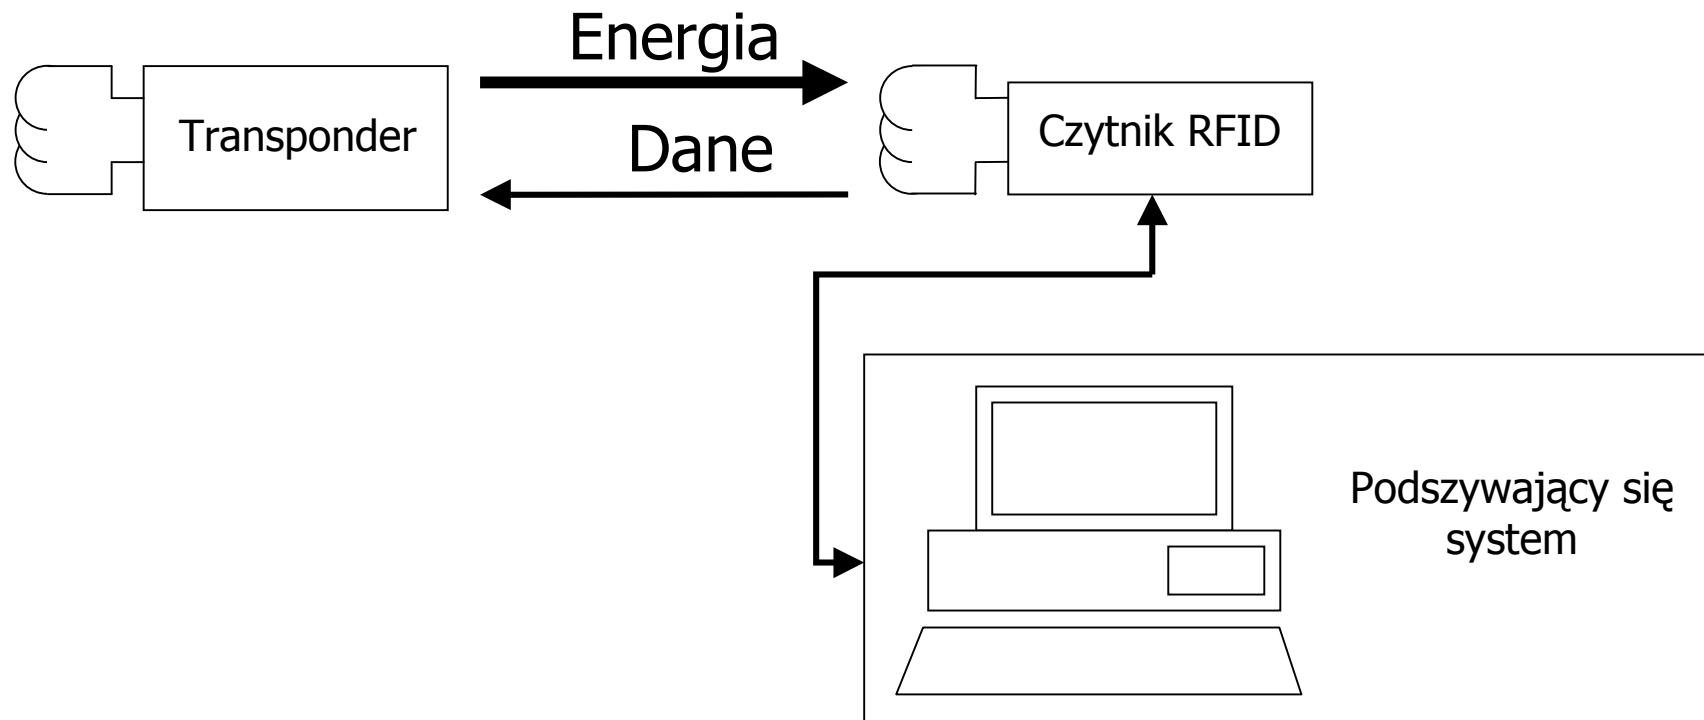 Energia
Transponder
Czytnik RFID
Dane
Podszywający się
system